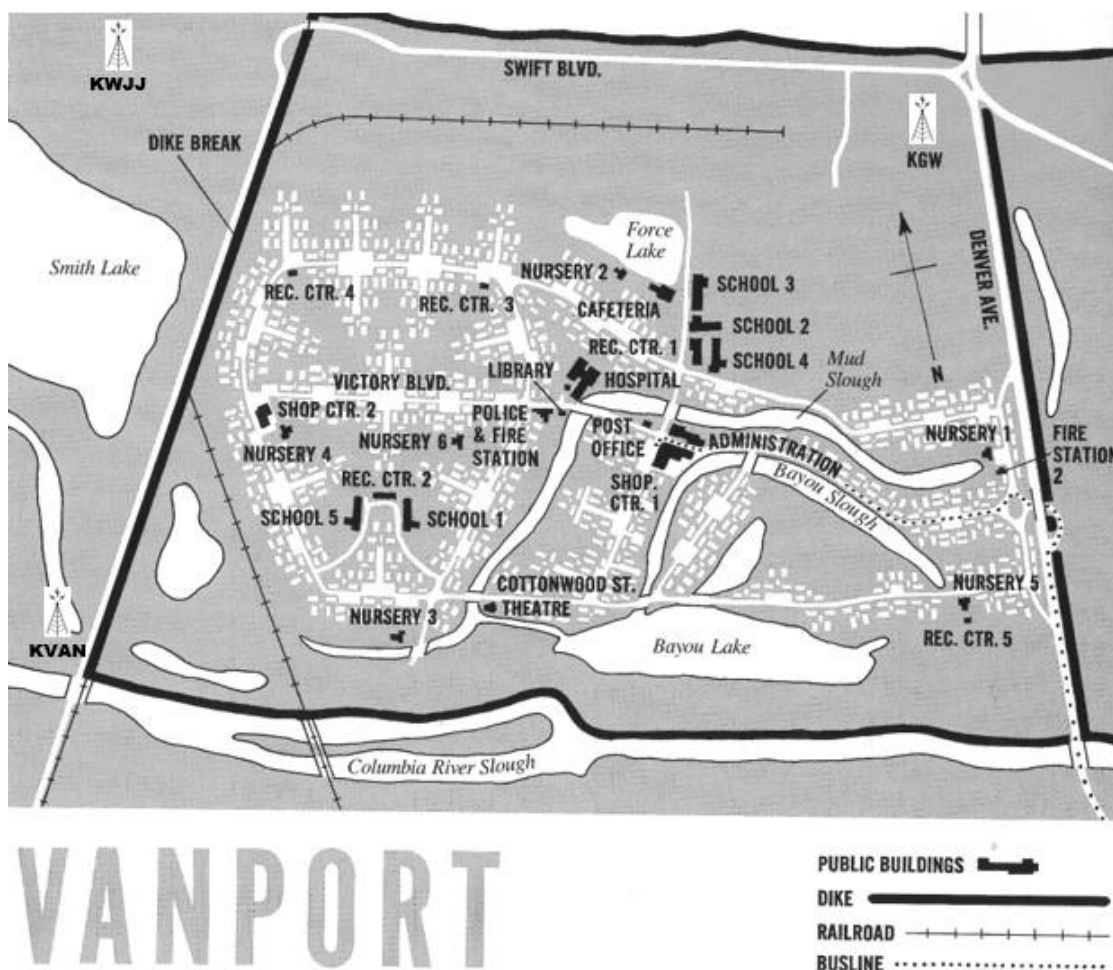 KWJJ
SWIFT BLVD.
DIKE BREAK
KGW
Smith Lake
Force
Lake
DENVER AVE.
NURSERY 2
SCHOOL 3
REC. CTR. 4
REC. CTR. 3
CAFETERIA
SCHOOL 2
REC. CTR. 1
SCHOOL 4
Mud
Slough
N
LIBRARY
HOSPITAL
VICTORY BLVD.
SHOP CTR. 2
POLICE
& FIRE
STATION
NURSERY 6
NURSERY 4
POST
OFFICE
ADMINISTRATION
NURSERY 1
FIRE
STATION
2
SHOP.
CTR. 1
Bayou Slough
REC. CTR. 2
SCHOOL 5
SCHOOL 1
COTTONWOOD ST.
THEATRE
NURSERY 5
NURSERY 3
REC. CTR. 5
Bayou Lake
KVAN
Columbia River Slough
VANPORT
PUBLIC BUILDINGS
DIKE
RAILROAD
BUSLINE